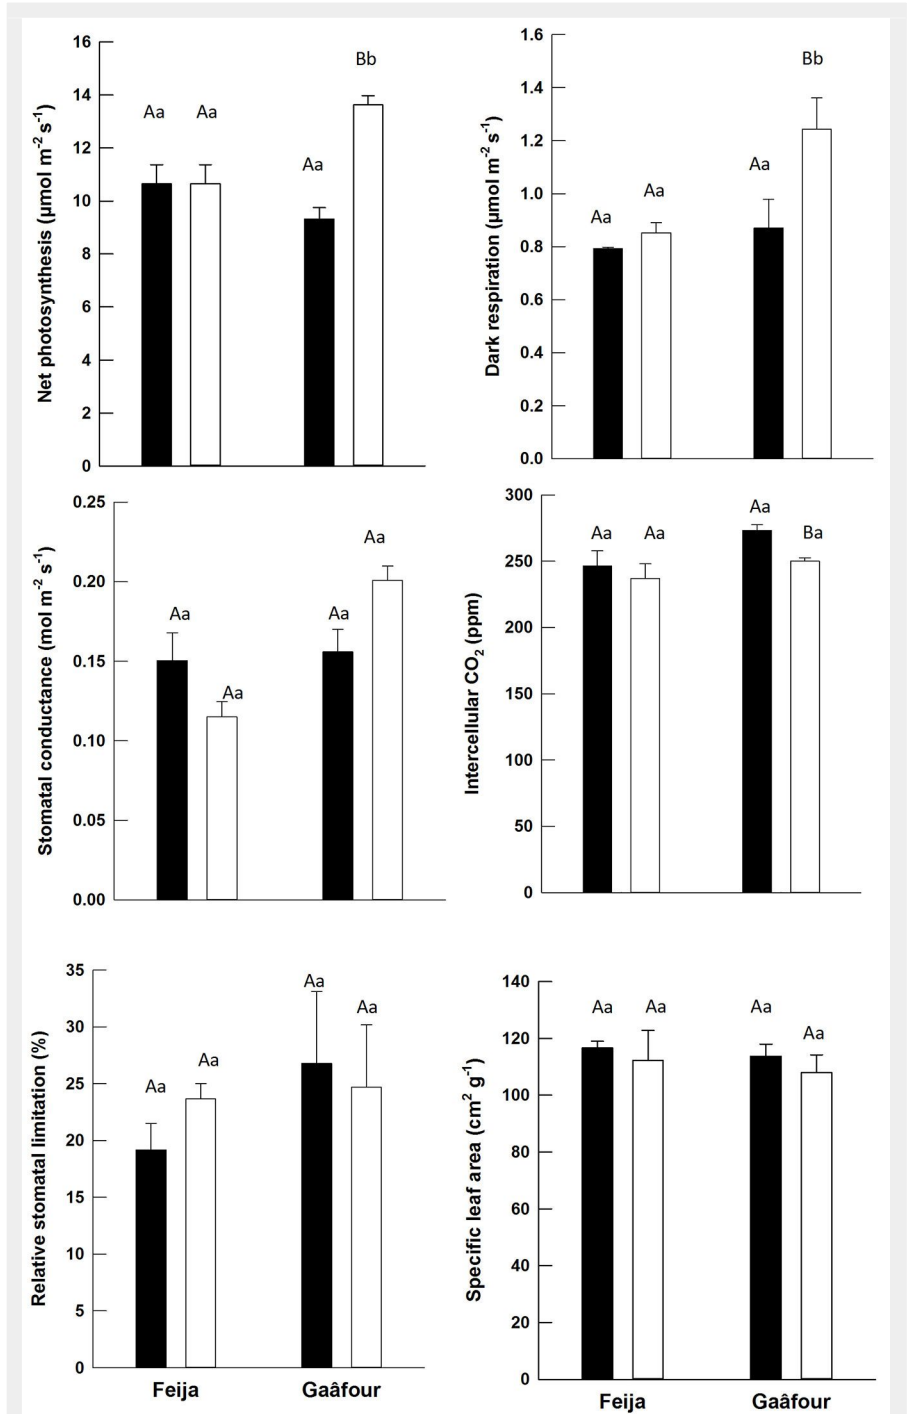 Net photosynthesis (µmol m⁻² s⁻¹)
16
14
12
10
8
6
4
2
0
Aa
Aa
Aa
Bb
Dark respiration (µmol m⁻² s⁻¹)
1.6
1.4
1.2
1.0
0.8
0.6
0.4
0.2
0.0
Aa
Aa
Aa
Bb
Stomatal conductance (mol m⁻² s⁻¹)
0.25
0.20
0.15
0.10
0.05
0.00
Aa
Aa
Aa
Aa
Intercellular CO₂ (ppm)
300
250
200
150
100
50
0
Aa
Aa
Aa
Ba
Relative stomatal limitation (%)
35
30
25
20
15
10
5
0
Aa
Aa
Aa
Aa
Feija Gaâfour
Specific leaf area (cm² g⁻¹)
140
120
100
80
60
40
20
0
Aa
Aa
Aa
Aa
Feija Gaâfour